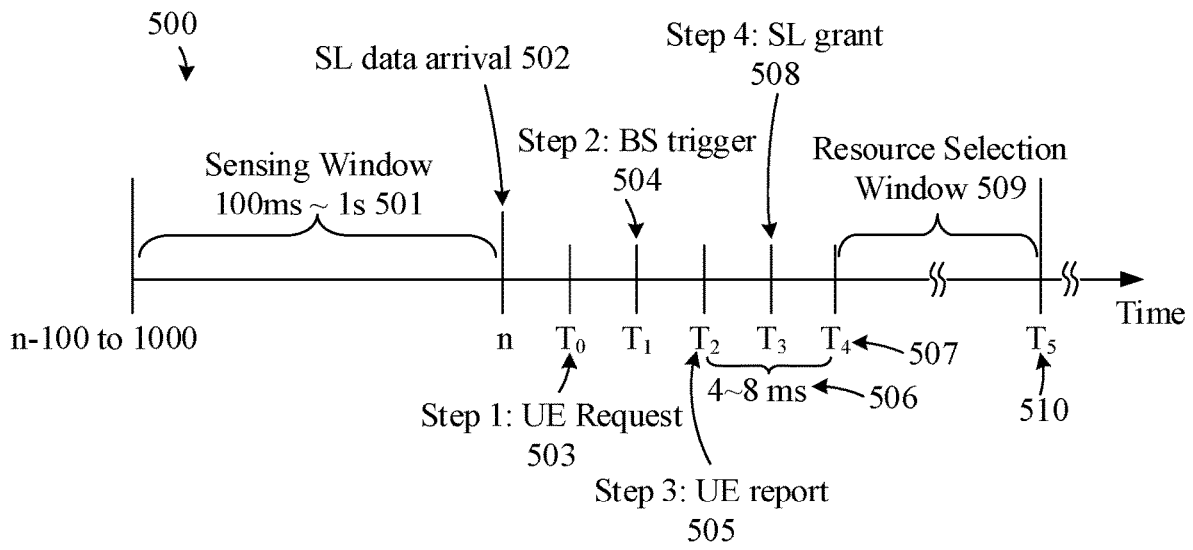 500
SL data arrival 502
Step 4: SL grant
508
Step 2: BS trigger
504
Sensing Window
100ms ~ 1s 501
Resource Selection
Window 509
Time
n-100 to 1000
n
T₀
T₁
T₂
T₃
T₄
507
T₅
4~8 ms
506
510
Step 1: UE Request
503
Step 3: UE report
505